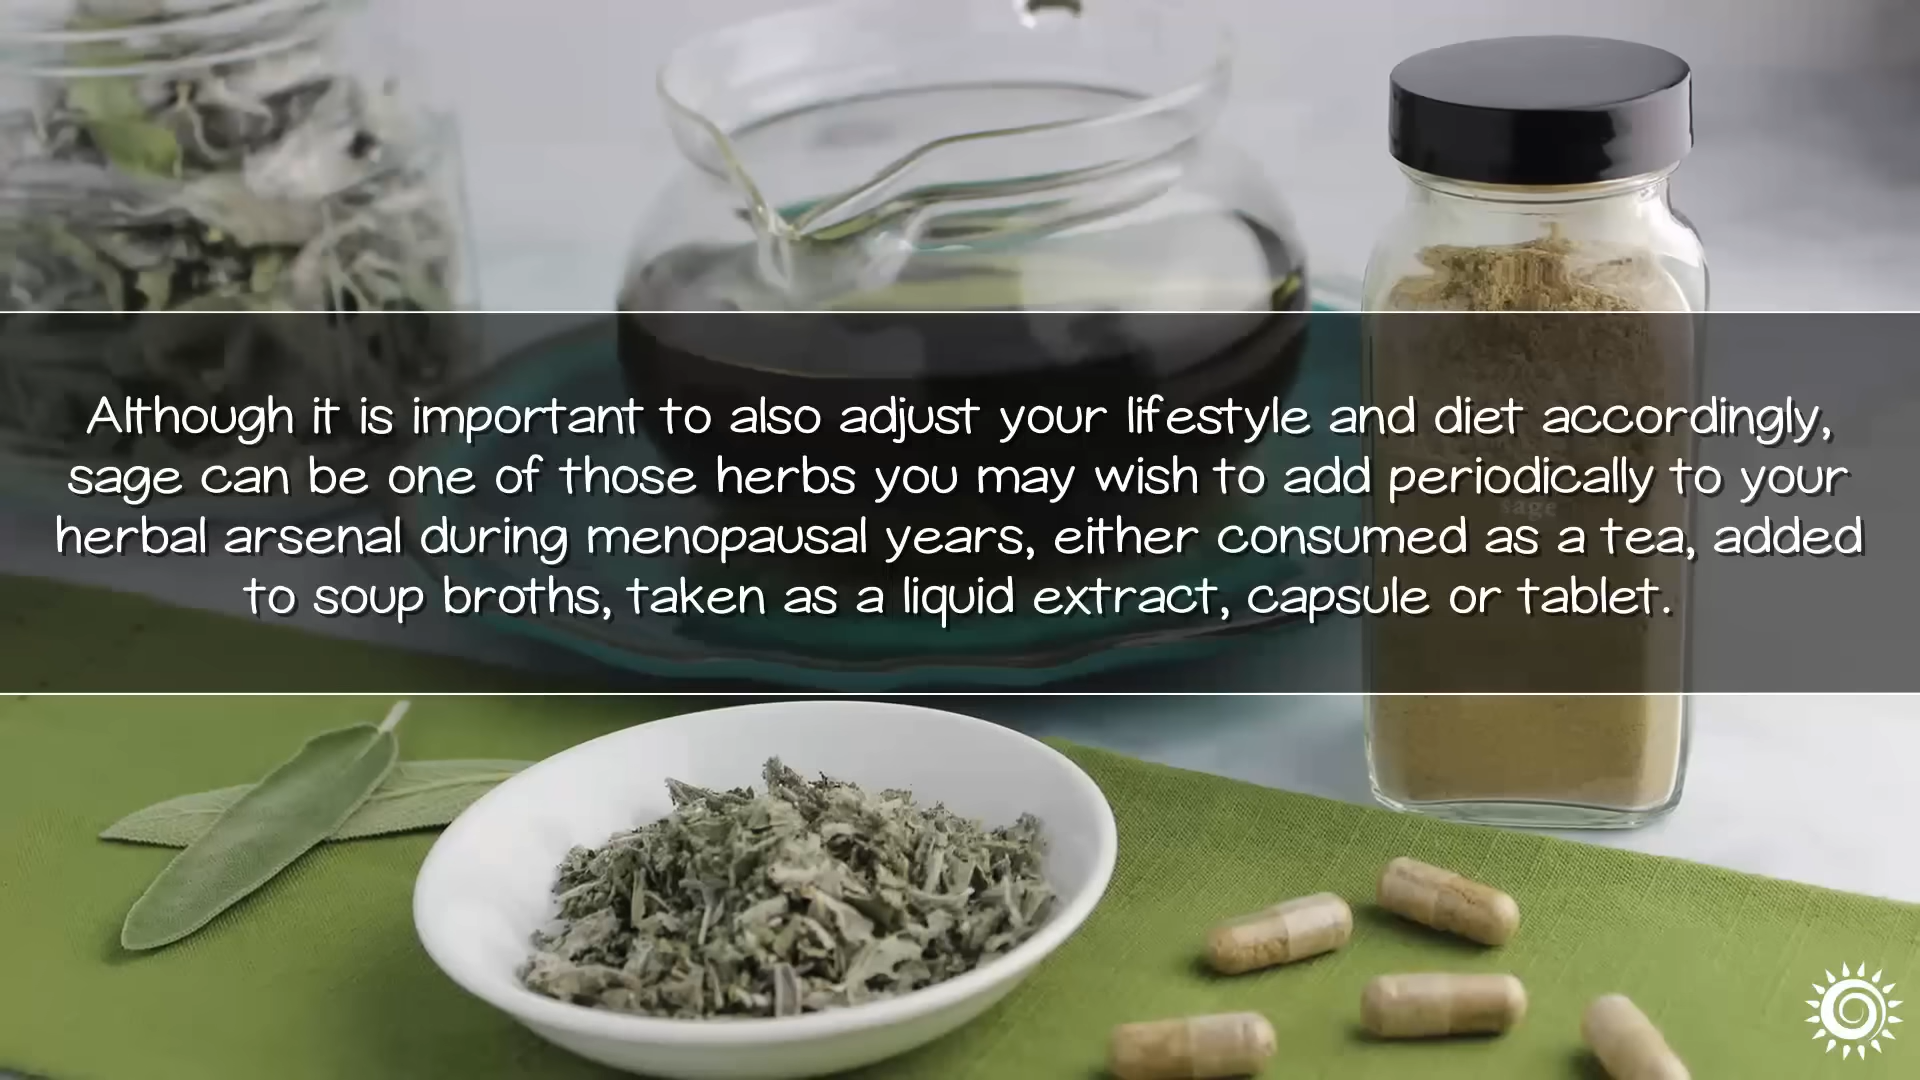 Although it is important to also adjust your lifestyle and diet accordingly,
sage can be one of those herbs you may wish to add periodically to your
herbal arsenal during menopausal years, either consumed as a tea, added
to soup broths, taken as a liquid extract, capsule or tablet.
sage